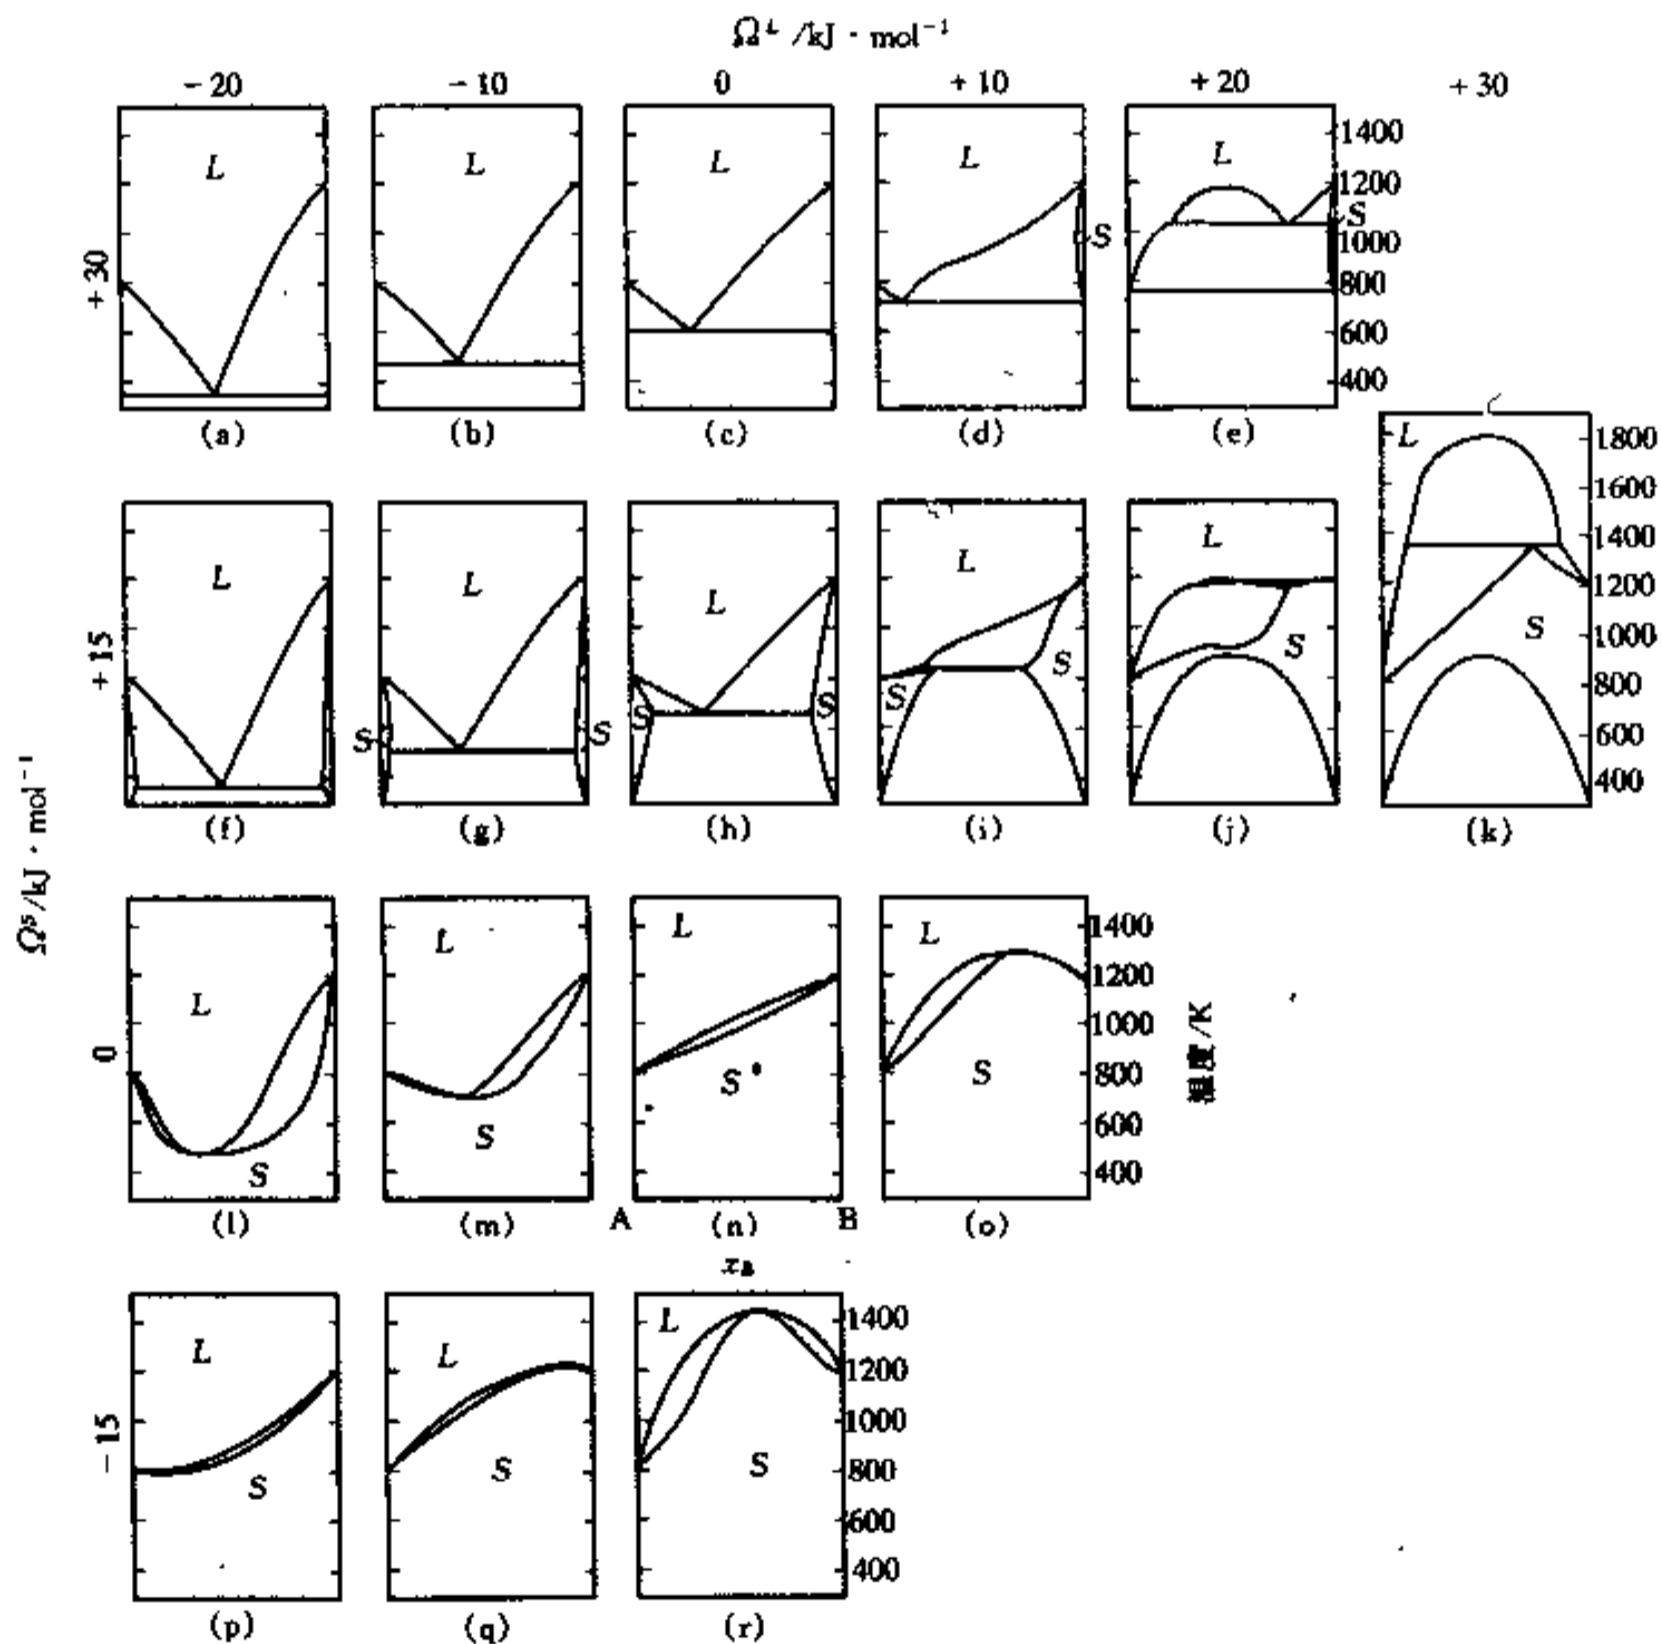 Ω^L /kJ · mol⁻¹
−20 −10 0 +10 +20 +30
+30
L L L L L
S S
1400
1200
1000
800
600
400
(a) (b) (c) (d) (e)
+15
L L L L L L
S S S S S S S S
1800
1600
1400
1200
1000
800
600
400
(f) (g) (h) (i) (j) (k)
Ω^S /kJ · mol⁻¹
0
L L L L
S S S S
1400
1200
1000
800
600
400
温度/K
(l) (m) A (n) B (o)
x_B
−15
L L L
S S S
1400
1200
1000
800
600
400
(p) (q) (r)